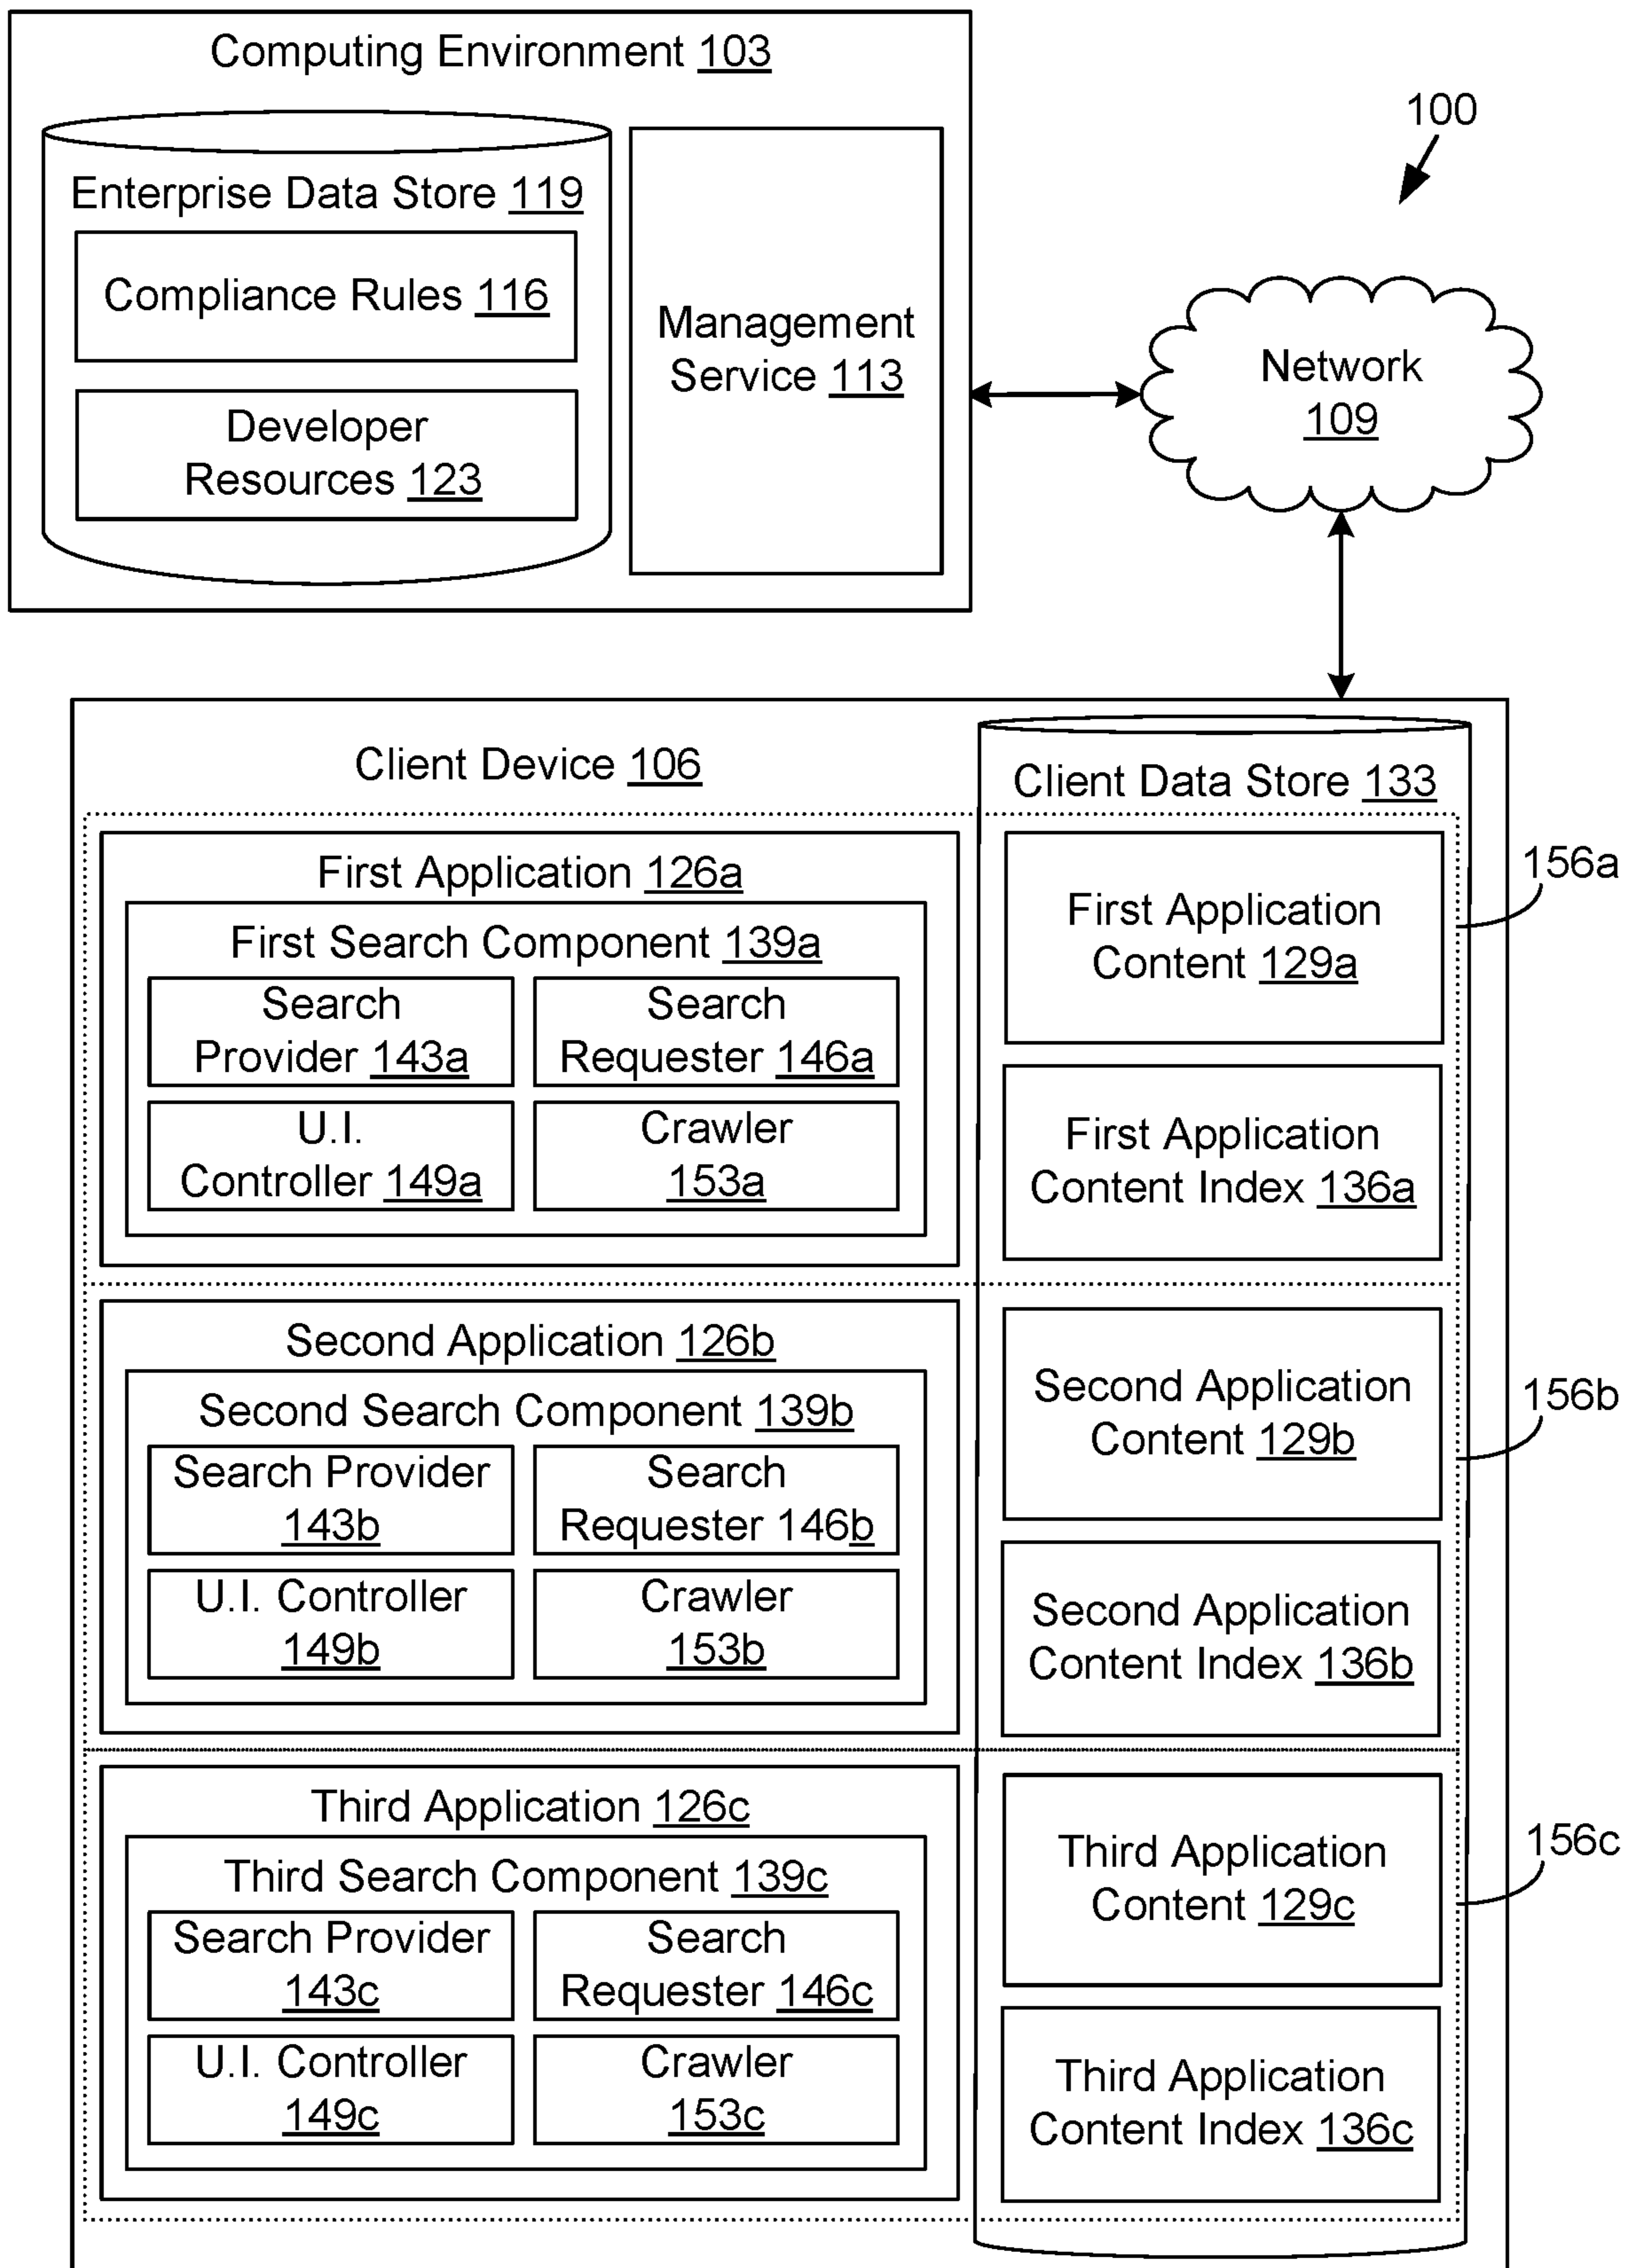 Computing Environment 103
100
Enterprise Data Store 119
Compliance Rules 116
Developer
Resources 123
Management
Service 113
Network
109
Client Device 106
Client Data Store 133
First Application 126a
First Search Component 139a
Search
Provider 143a
Search
Requester 146a
U.I.
Controller 149a
Crawler
153a
First Application
Content 129a
156a
First Application
Content Index 136a
Second Application 126b
Second Search Component 139b
Search Provider
143b
Search
Requester 146b
U.I. Controller
149b
Crawler
153b
Second Application
Content 129b
156b
Second Application
Content Index 136b
Third Application 126c
Third Search Component 139c
Search Provider
143c
Search
Requester 146c
U.I. Controller
149c
Crawler
153c
Third Application
Content 129c
156c
Third Application
Content Index 136c